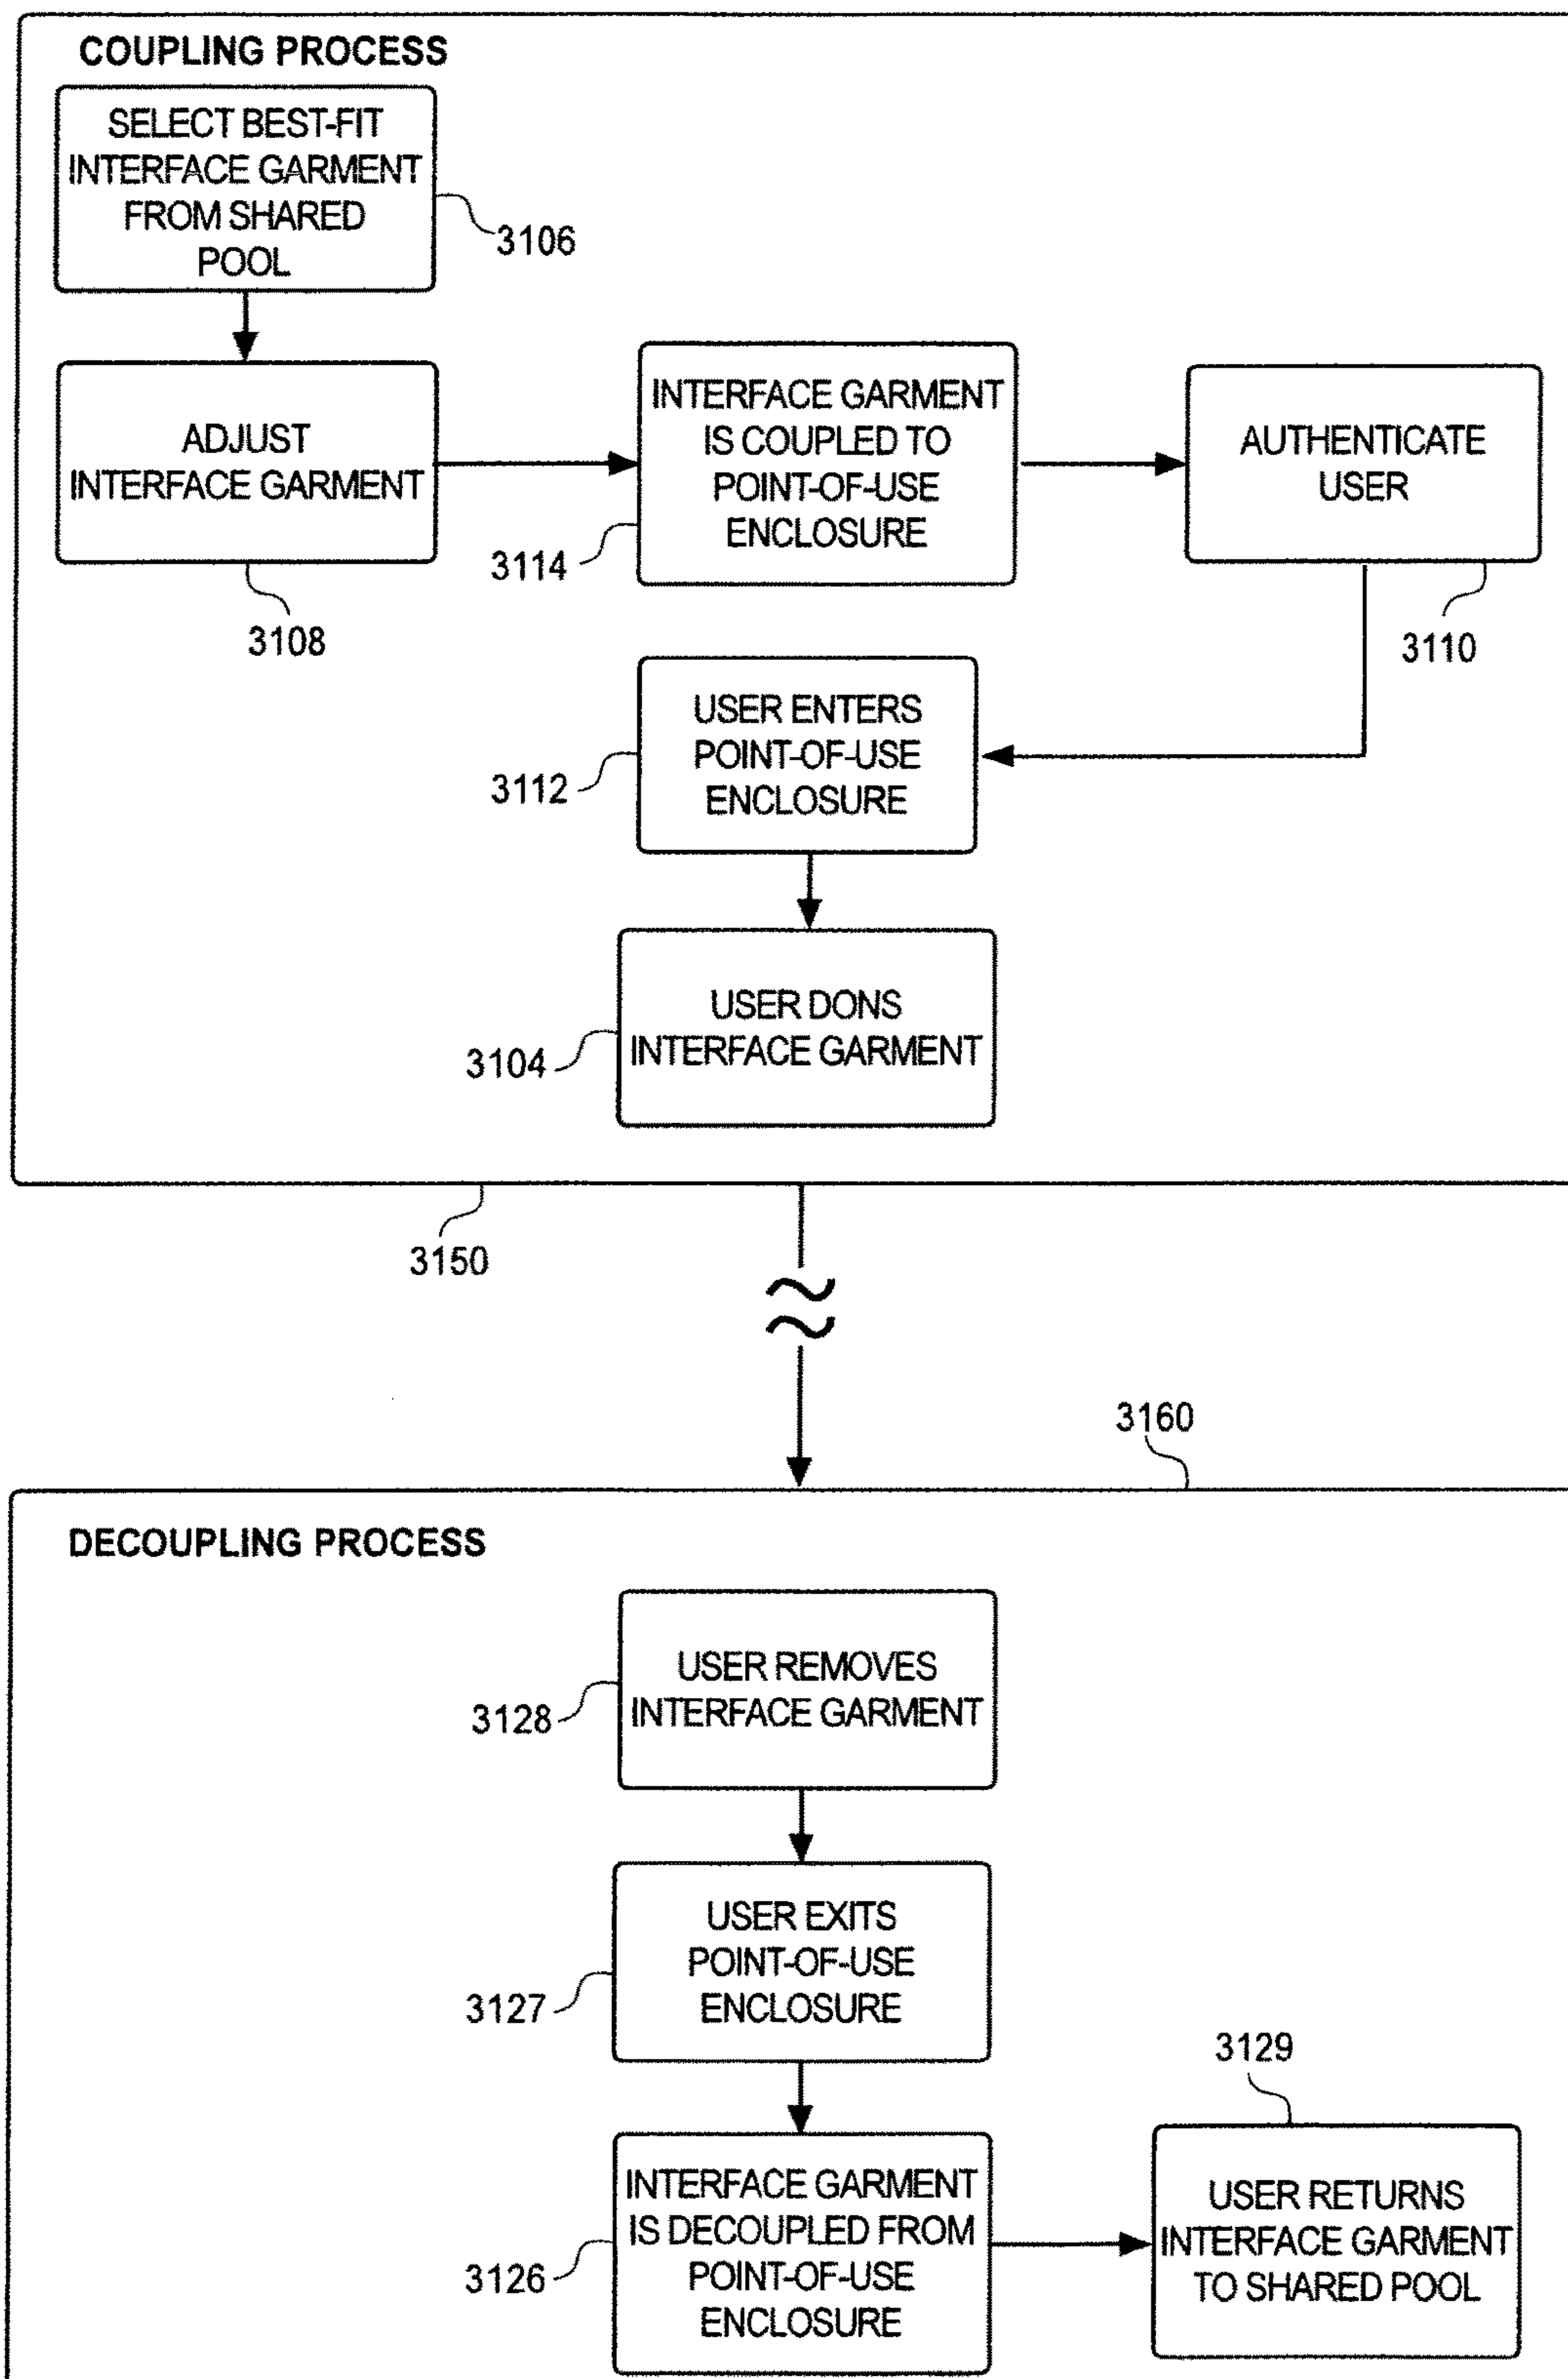 COUPLING PROCESS
SELECT BEST-FIT
INTERFACE GARMENT
FROM SHARED
POOL
3106
ADJUST
INTERFACE GARMENT
3108
INTERFACE GARMENT
IS COUPLED TO
POINT-OF-USE
ENCLOSURE
3114
AUTHENTICATE
USER
3110
USER ENTERS
POINT-OF-USE
ENCLOSURE
3112
USER DONS
INTERFACE GARMENT
3104
3150
3160
DECOUPLING PROCESS
USER REMOVES
INTERFACE GARMENT
3128
USER EXITS
POINT-OF-USE
ENCLOSURE
3127
INTERFACE GARMENT
IS DECOUPLED FROM
POINT-OF-USE
ENCLOSURE
3126
3129
USER RETURNS
INTERFACE GARMENT
TO SHARED POOL